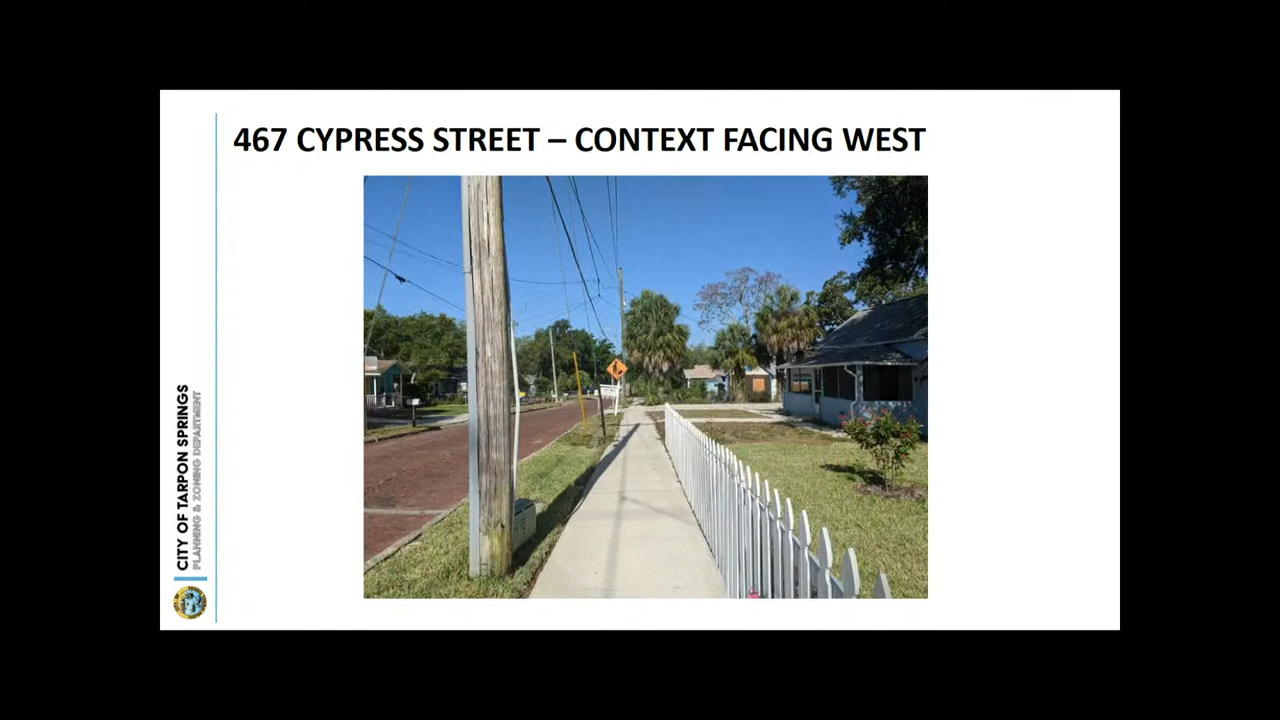 467 CYPRESS STREET – CONTEXT FACING WEST
CITY OF TARPON SPRINGS
PLANNING & ZONING DEPARTMENT